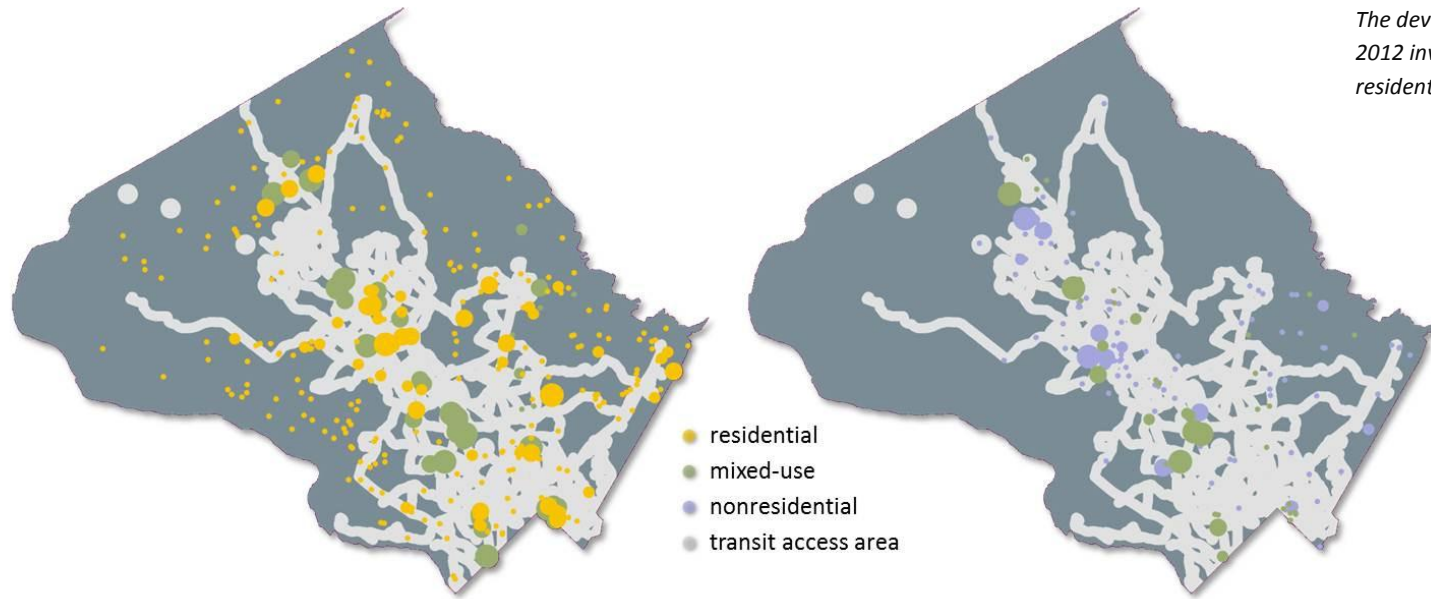 The dev
2012 inv
resident
residential
mixed-use
nonresidential
transit access area